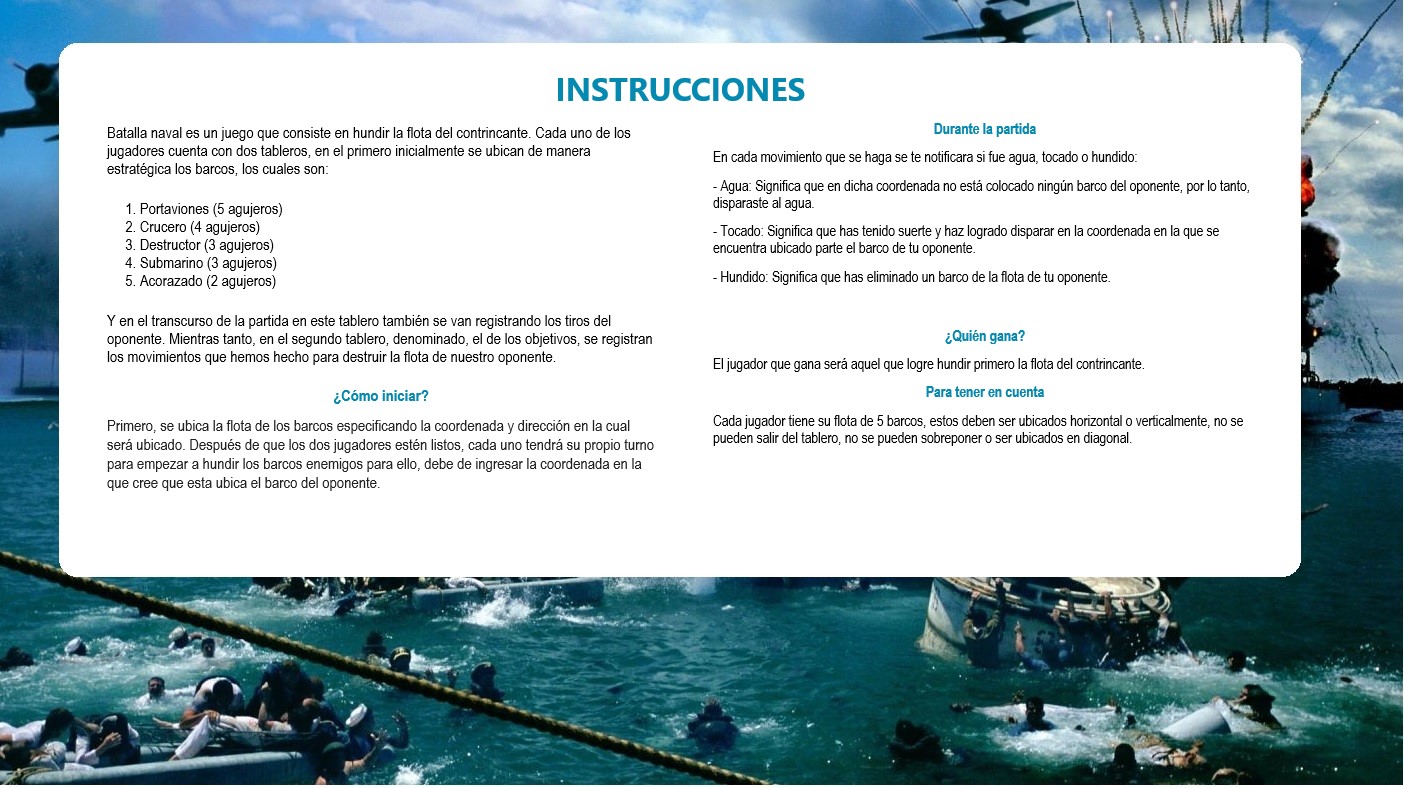 INSTRUCCIONES
Batalla naval es un juego que consiste en hundir la flota del contrincante. Cada uno de los
jugadores cuenta con dos tableros, en el primero inicialmente se ubican de manera
estratégica los barcos, los cuales son:
1. Portaviones (5 agujeros)
2. Crucero (4 agujeros)
3. Destructor (3 agujeros)
4. Submarino (3 agujeros)
5. Acorazado (2 agujeros)
Y en el transcurso de la partida en este tablero también se van registrando los tiros del
oponente. Mientras tanto, en el segundo tablero, denominado, el de los objetivos, se registran
los movimientos que hemos hecho para destruir la flota de nuestro oponente.
¿Cómo iniciar?
Primero, se ubica la flota de los barcos especificando la coordenada y dirección en la cual
será ubicado. Después de que los dos jugadores estén listos, cada uno tendrá su propio turno
para empezar a hundir los barcos enemigos para ello, debe de ingresar la coordenada en la
que cree que esta ubica el barco del oponente.
Durante la partida
En cada movimiento que se haga se te notificara si fue agua, tocado o hundido:
- Agua: Significa que en dicha coordenada no está colocado ningún barco del oponente, por lo tanto,
disparaste al agua.
- Tocado: Significa que has tenido suerte y haz logrado disparar en la coordenada en la que se
encuentra ubicado parte el barco de tu oponente.
- Hundido: Significa que has eliminado un barco de la flota de tu oponente.
¿Quién gana?
El jugador que gana será aquel que logre hundir primero la flota del contrincante.
Para tener en cuenta
Cada jugador tiene su flota de 5 barcos, estos deben ser ubicados horizontal o verticalmente, no se
pueden salir del tablero, no se pueden sobreponer o ser ubicados en diagonal.